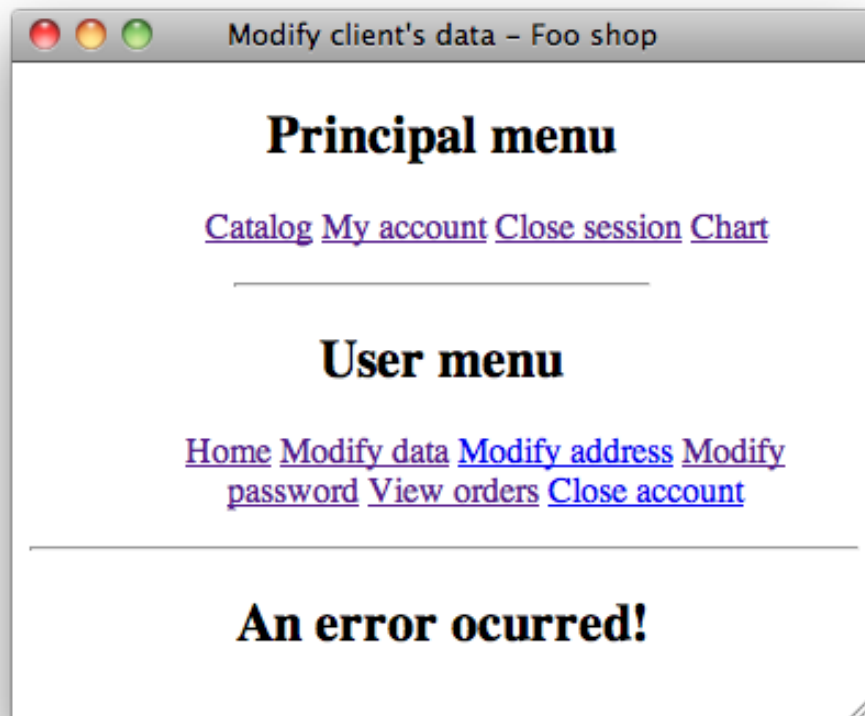 Modify client's data – Foo shop
Principal menu
Catalog My account Close session Chart
User menu
Home Modify data Modify address Modify
password View orders Close account
An error ocurred!